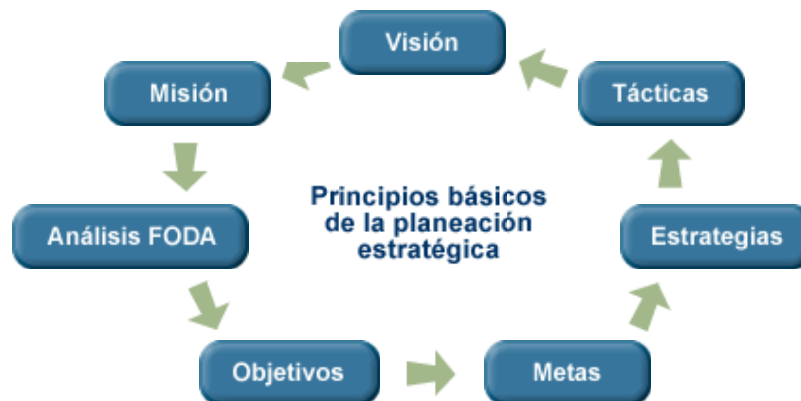 Visión
Misión
Tácticas
Principios básicos
de la planeación
estratégica
Análisis FODA
Estrategias
Objetivos
Metas